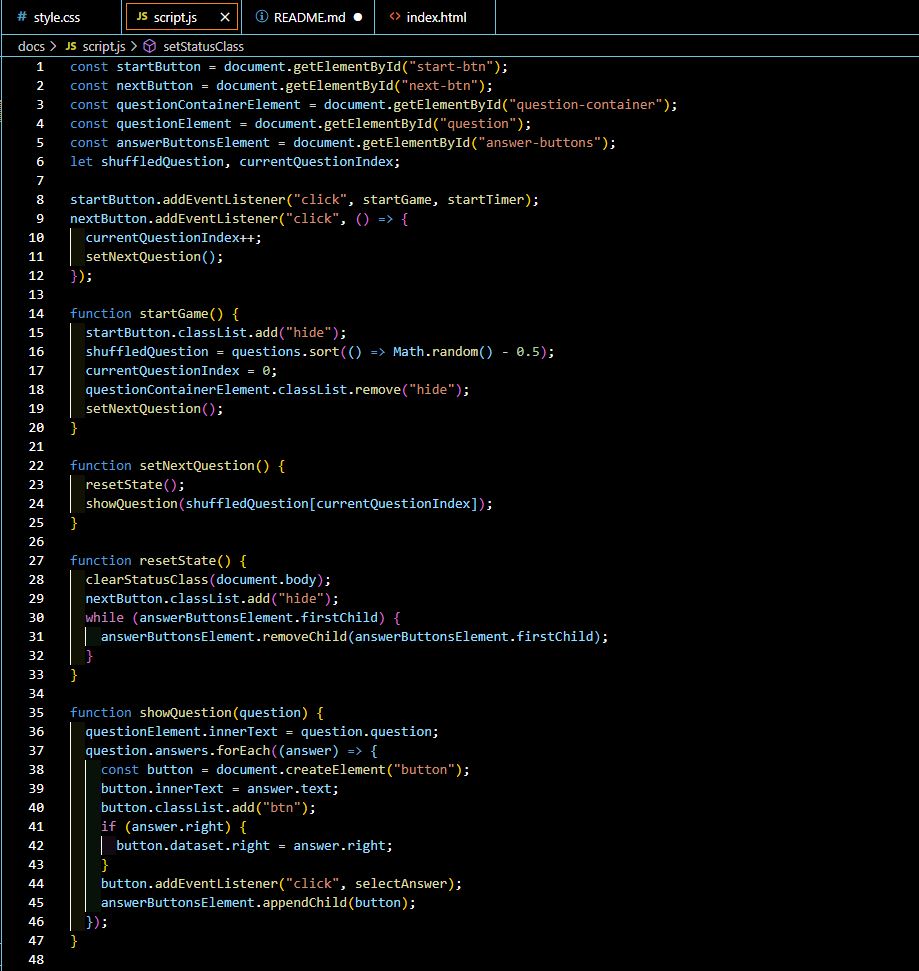 # style.css JS script.js × ⓘ README.md ● <> index.html
docs > JS script.js > setStatusClass
1 const startButton = document.getElementById("start-btn");
2 const nextButton = document.getElementById("next-btn");
3 const questionContainerElement = document.getElementById("question-container");
4 const questionElement = document.getElementById("question");
5 const answerButtonsElement = document.getElementById("answer-buttons");
6 let shuffledQuestion, currentQuestionIndex;
7
8 startButton.addEventListener("click", startGame, startTimer);
9 nextButton.addEventListener("click", () => {
10   currentQuestionIndex++;
11   setNextQuestion();
12 });
13
14 function startGame() {
15   startButton.classList.add("hide");
16   shuffledQuestion = questions.sort(() => Math.random() - 0.5);
17   currentQuestionIndex = 0;
18   questionContainerElement.classList.remove("hide");
19   setNextQuestion();
20 }
21
22 function setNextQuestion() {
23   resetState();
24   showQuestion(shuffledQuestion[currentQuestionIndex]);
25 }
26
27 function resetState() {
28   clearStatusClass(document.body);
29   nextButton.classList.add("hide");
30   while (answerButtonsElement.firstChild) {
31     answerButtonsElement.removeChild(answerButtonsElement.firstChild);
32   }
33 }
34
35 function showQuestion(question) {
36   questionElement.innerText = question.question;
37   question.answers.forEach((answer) => {
38     const button = document.createElement("button");
39     button.innerText = answer.text;
40     button.classList.add("btn");
41     if (answer.right) {
42       button.dataset.right = answer.right;
43     }
44     button.addEventListener("click", selectAnswer);
45     answerButtonsElement.appendChild(button);
46   });
47 }
48